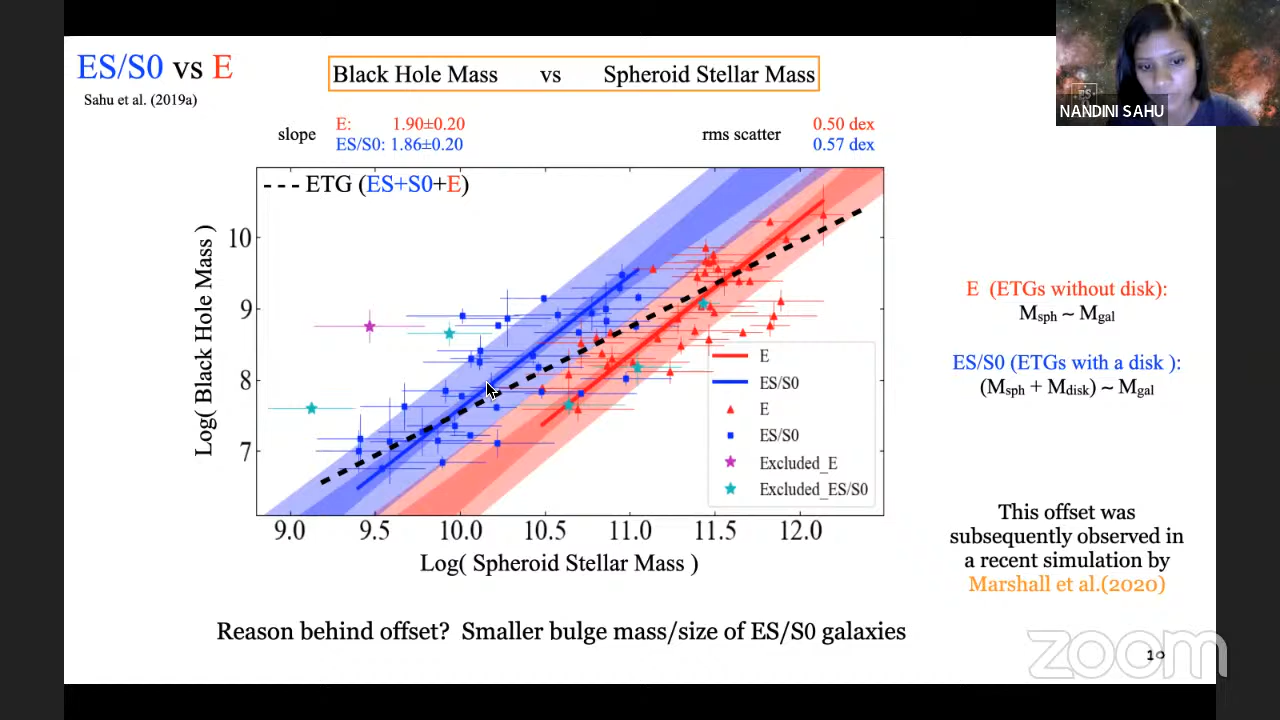 ES/S0 vs E
Sahu et al. (2019a)
Black Hole Mass vs Spheroid Stellar Mass
NANDINI SAHU
slope
E: 1.90±0.20
ES/S0: 1.86±0.20
rms scatter
0.50 dex
0.57 dex
ETG (ES+S0+E)
Log( Black Hole Mass )
10
9
8
7
E
ES/S0
E
ES/S0
Excluded_E
Excluded_ES/S0
9.0 9.5 10.0 10.5 11.0 11.5 12.0
Log( Spheroid Stellar Mass )
E (ETGs without disk):
Msph ~ Mgal
ES/S0 (ETGs with a disk ):
(Msph + Mdisk) ~ Mgal
This offset was
subsequently observed in
a recent simulation by
Marshall et al.(2020)
Reason behind offset? Smaller bulge mass/size of ES/S0 galaxies
zoom